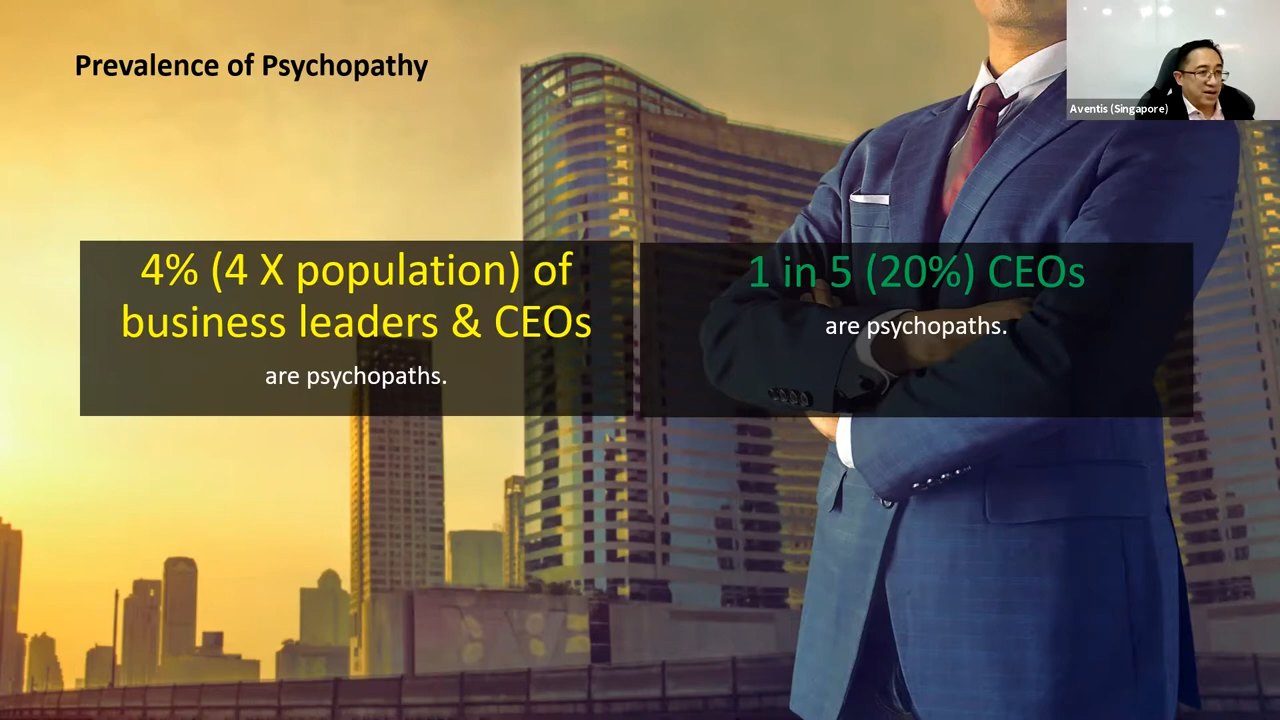 Prevalence of Psychopathy
Aventis (Singapore)
4% (4 X population) of
business leaders & CEOs
are psychopaths.
1 in 5 (20%) CEOs
are psychopaths.